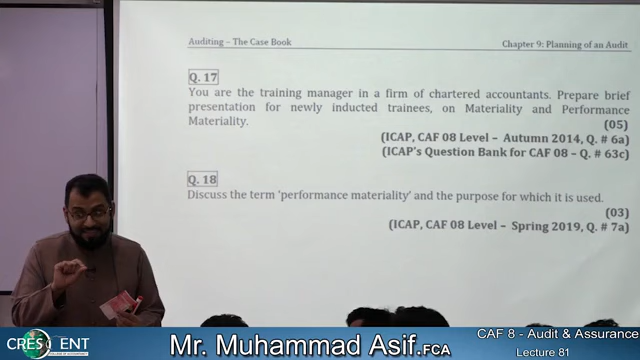 Auditing – The Case Book
Chapter 9: Planning of an Audit
Q. 17
You are the training manager in a firm of chartered accountants. Prepare brief
presentation for newly inducted trainees, on Materiality and Performance
Materiality.
(05)
(ICAP, CAF 08 Level – Autumn 2014, Q. # 6a)
(ICAP's Question Bank for CAF 08 – Q. # 63c)
Q. 18
Discuss the term 'performance materiality' and the purpose for which it is used.
(03)
(ICAP, CAF 08 Level – Spring 2019, Q. # 7a)
CRESCENT
COLLEGE OF ACCOUNTANCY
Mr. Muhammad Asif.FCA
CAF 8 - Audit & Assurance
Lecture 81